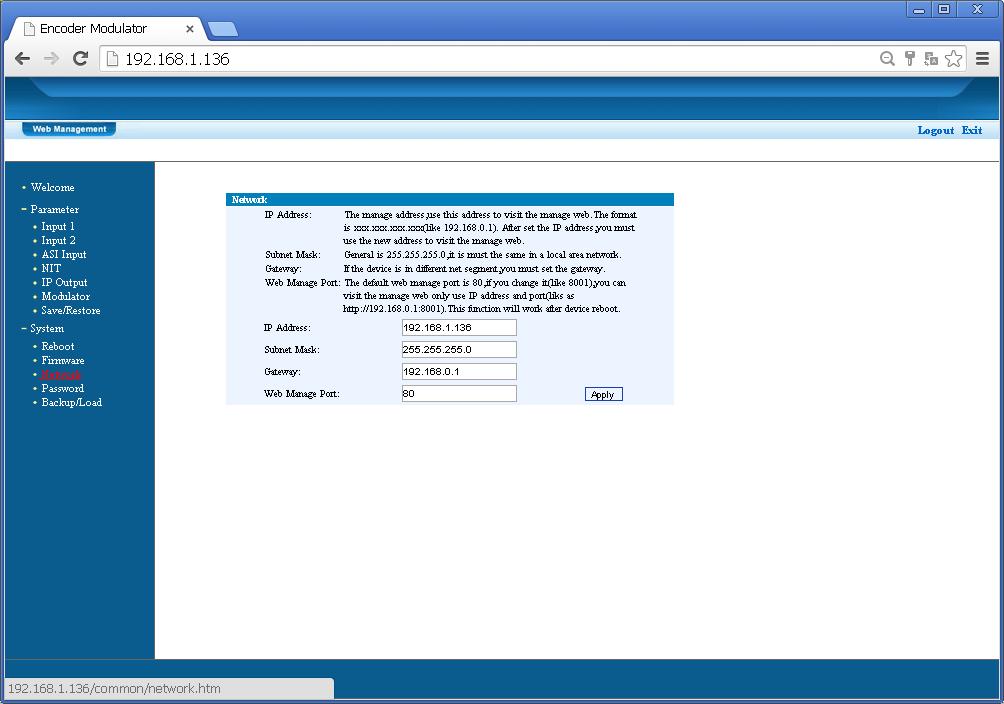 Encoder Modulator
192.168.1.136
Web Management
Logout Exit
Welcome
Parameter
Input 1
Input 2
ASI Input
NIT
IP Output
Modulator
Save/Restore
System
Reboot
Firmware
Network
Password
Backup/Load
Network
IP Address: The manage address,use this address to visit the manage web. The format
is xxx.xxx.xxx.xxx(like 192.168.0.1). After set the IP address,you must
use the new address to visit the manage web.
Subnet Mask: General is 255.255.255.0,it is must the same in a local area network.
Gateway: If the device is in different net segment,you must set the gateway.
Web Manage Port: The default web manage port is 80,if you change it(like 8001),you can
visit the manage web only use IP address and port(liks as
http://192.168.0.1:8001). This function will work after device reboot.
IP Address: 192.168.1.136
Subnet Mask: 255.255.255.0
Gateway: 192.168.0.1
Web Manage Port: 80 Apply
192.168.1.136/common/network.htm